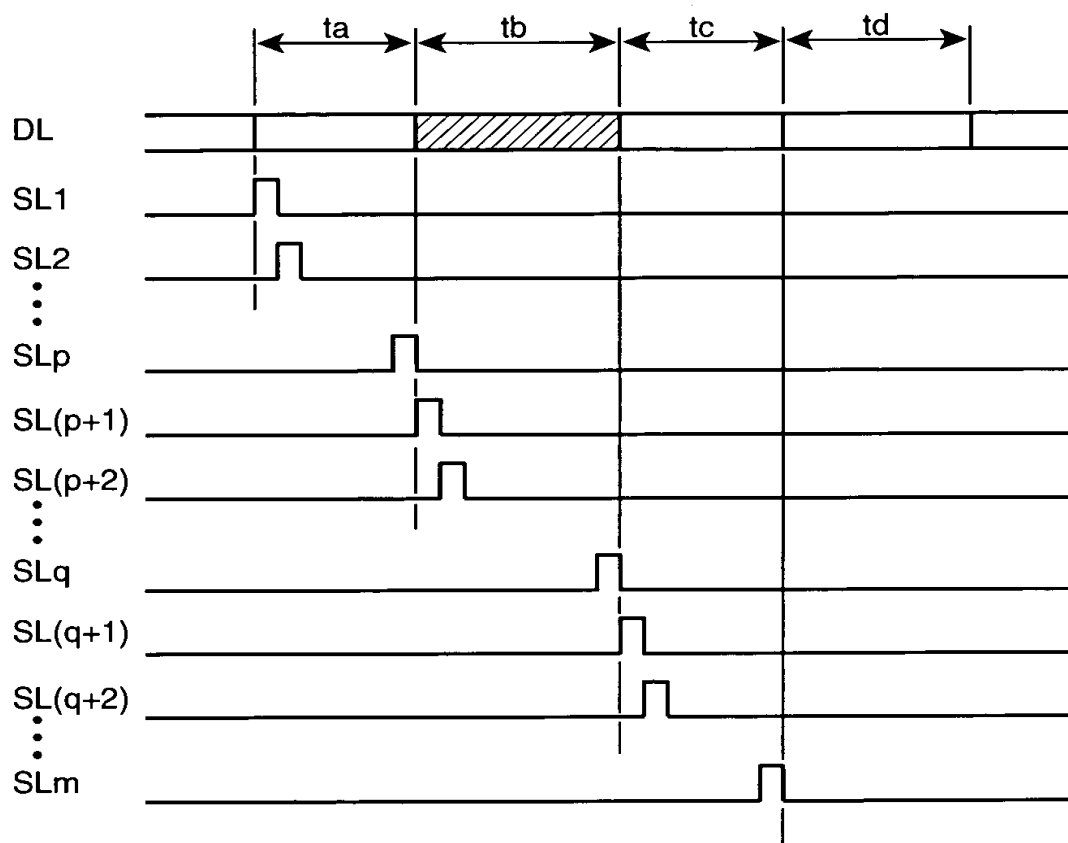 ta tb tc td
DL
SL1
SL2
SLp
SL(p+1)
SL(p+2)
SLq
SL(q+1)
SL(q+2)
SLm